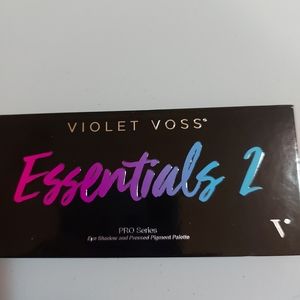 VIOLET VOSS®
Essentials 2
PRO Series
Eye Shadow and Pressed Pigment Palette
V